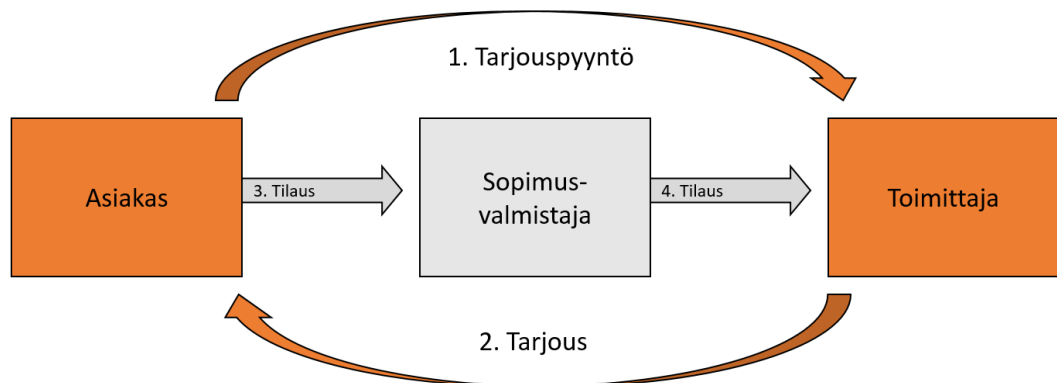 1. Tarjouspyyntö
Asiakas
3. Tilaus
Sopimus-
valmistaja
4. Tilaus
Toimittaja
2. Tarjous